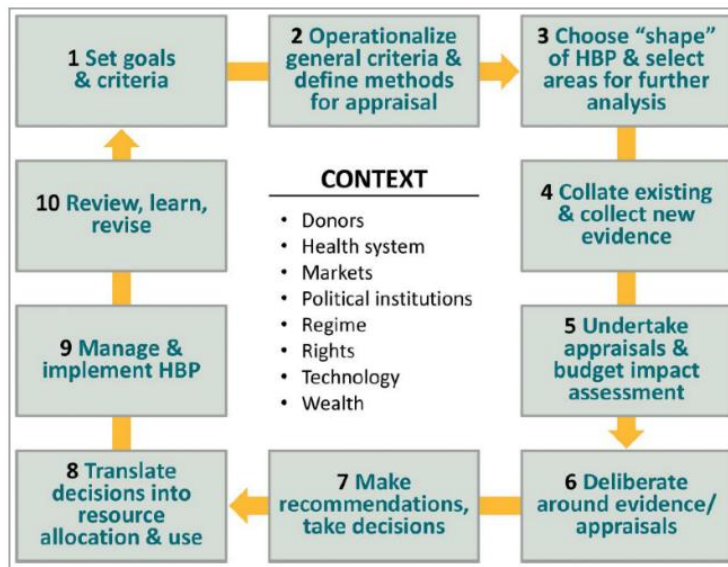 1 Set goals
& criteria
2 Operationalize
general criteria &
define methods
for appraisal
3 Choose “shape”
of HBP & select
areas for further
analysis
4 Collate existing
& collect new
evidence
5 Undertake
appraisals &
budget impact
assessment
6 Deliberate
around evidence/
appraisals
7 Make
recommendations,
take decisions
8 Translate
decisions into
resource
allocation & use
9 Manage &
implement HBP
10 Review, learn,
revise
CONTEXT
• Donors
• Health system
• Markets
• Political institutions
• Regime
• Rights
• Technology
• Wealth